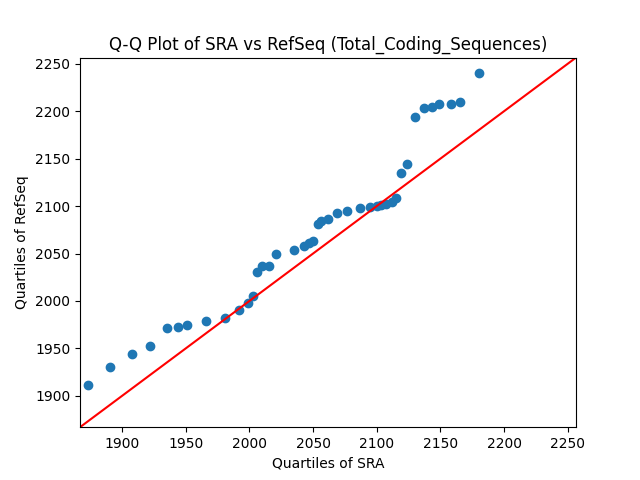 Q-Q Plot of SRA vs RefSeq (Total_Coding_Sequences)
Quartiles of RefSeq
2250
2200
2150
2100
2050
2000
1950
1900
1900 1950 2000 2050 2100 2150 2200 2250
Quartiles of SRA